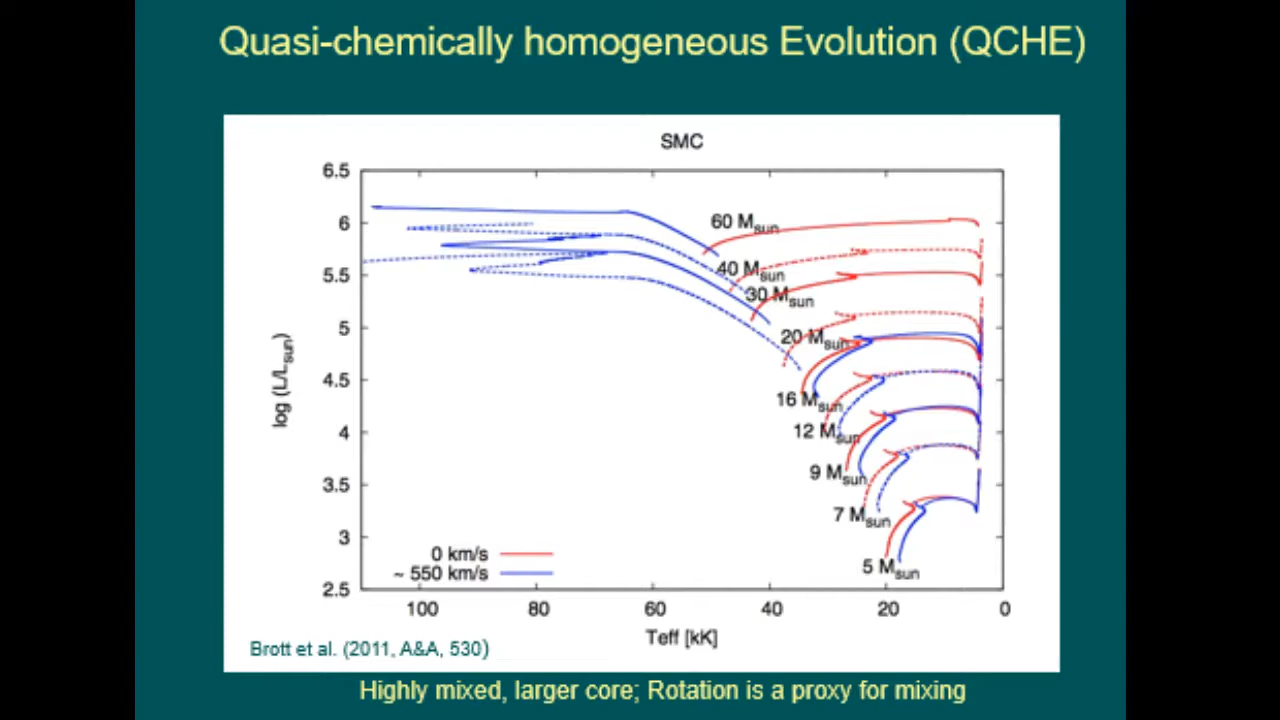 Quasi-chemically homogeneous Evolution (QCHE)
SMC
6.5
6
5.5
5
4.5
4
3.5
3
2.5
log (L/Lsun)
60 Msun
40 Msun
30 Msun
20 Msun
16 Msun
12 Msun
9 Msun
7 Msun
5 Msun
0 km/s
~ 550 km/s
100 80 60 40 20 0
Teff [kK]
Brott et al. (2011, A&A, 530)
Highly mixed, larger core; Rotation is a proxy for mixing